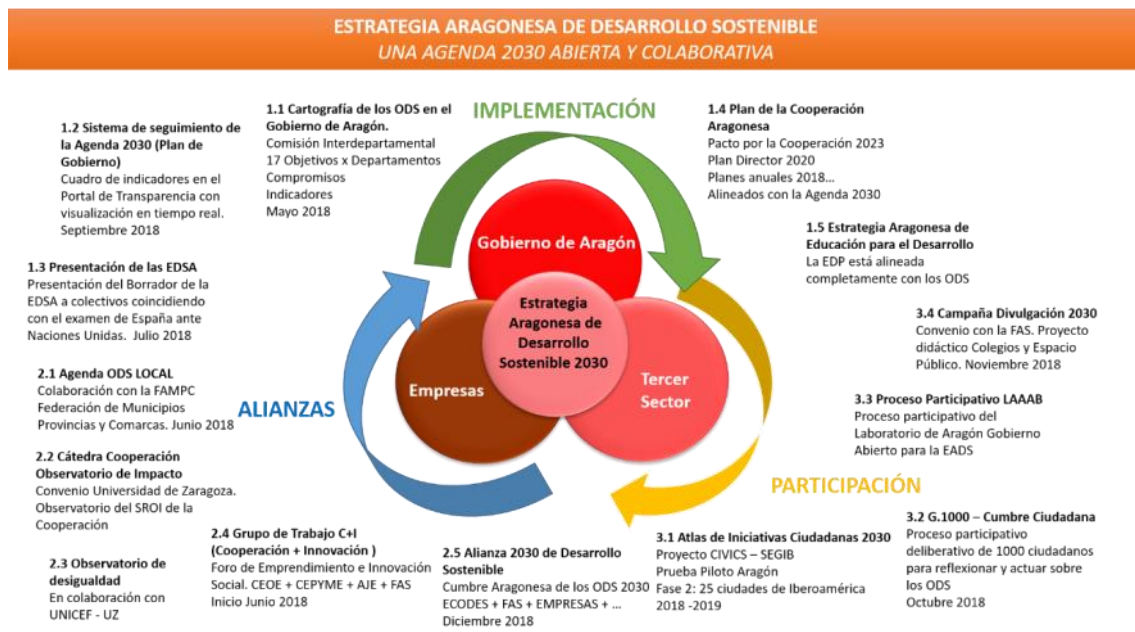 ESTRATEGIA ARAGONESA DE DESARROLLO SOSTENIBLE
UNA AGENDA 2030 ABIERTA Y COLABORATIVA
IMPLEMENTACIÓN
1.1 Cartografía de los ODS en el
Gobierno de Aragón.
Comisión Interdepartamental
17 Objetivos x Departamentos
Compromisos
Indicadores
Mayo 2018
1.2 Sistema de seguimiento de
la Agenda 2030 (Plan de
Gobierno)
Cuadro de indicadores en el
Portal de Transparencia con
visualización en tiempo real.
Septiembre 2018
1.3 Presentación de las EDSA
Presentación del Borrador de la
EDSA a colectivos coincidiendo
con el examen de España ante
Naciones Unidas. Julio 2018
1.4 Plan de la Cooperación
Aragonesa
Pacto por la Cooperación 2023
Plan Director 2020
Planes anuales 2018...
Alineados con la Agenda 2030
1.5 Estrategia Aragonesa de
Educación para el Desarrollo
La EDP está alineada
completamente con los ODS
Gobierno de Aragón
Estrategia
Aragonesa de
Desarrollo
Sostenible 2030
Empresas
Tercer
Sector
ALIANZAS
2.1 Agenda ODS LOCAL
Colaboración con la FAMPC
Federación de Municipios
Provincias y Comarcas. Junio 2018
2.2 Cátedra Cooperación
Observatorio de Impacto
Convenio Universidad de Zaragoza.
Observatorio del SROI de la
Cooperación
2.3 Observatorio de
desigualdad
En colaboración con
UNICEF - UZ
2.4 Grupo de Trabajo C+I
(Cooperación + Innovación )
Foro de Emprendimiento e Innovación
Social. CEOE + CEPYME + AJE + FAS
Inicio Junio 2018
2.5 Alianza 2030 de Desarrollo
Sostenible
Cumbre Aragonesa de los ODS 2030
ECODES + FAS + EMPRESAS + ...
Diciembre 2018
PARTICIPACIÓN
3.1 Atlas de Iniciativas Ciudadanas 2030
Proyecto CIVICS – SEGIB
Prueba Piloto Aragón
Fase 2: 25 ciudades de Iberoamérica
2018 -2019
3.2 G.1000 – Cumbre Ciudadana
Proceso participativo
deliberativo de 1000 ciudadanos
para reflexionar y actuar sobre
los ODS
Octubre 2018
3.3 Proceso Participativo LAAAB
Proceso participativo del
Laboratorio de Aragón Gobierno
Abierto para la EADS
3.4 Campaña Divulgación 2030
Convenio con la FAS. Proyecto
didáctico Colegios y Espacio
Público. Noviembre 2018